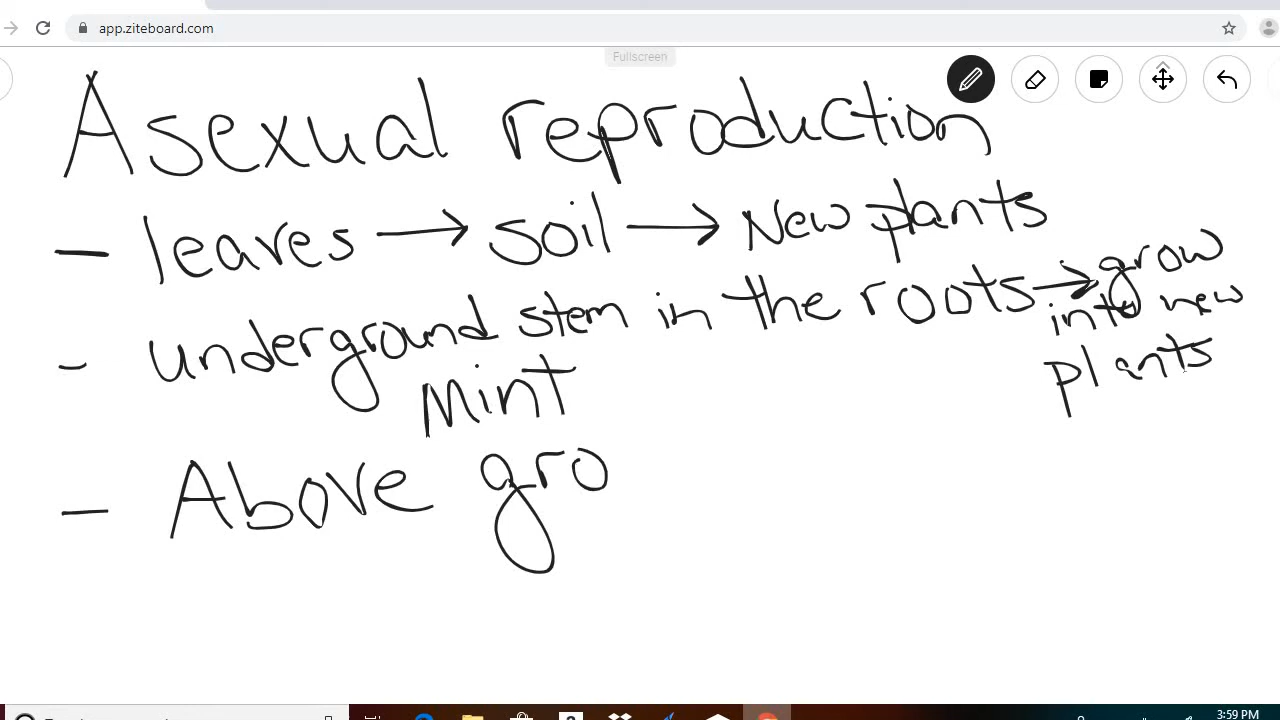 app.ziteboard.com
Fullscreen
Asexual reproduction
- leaves → soil → New plants
- underground stem in the roots → grow
into new
plants
Mint
- Above gro
3:59 PM